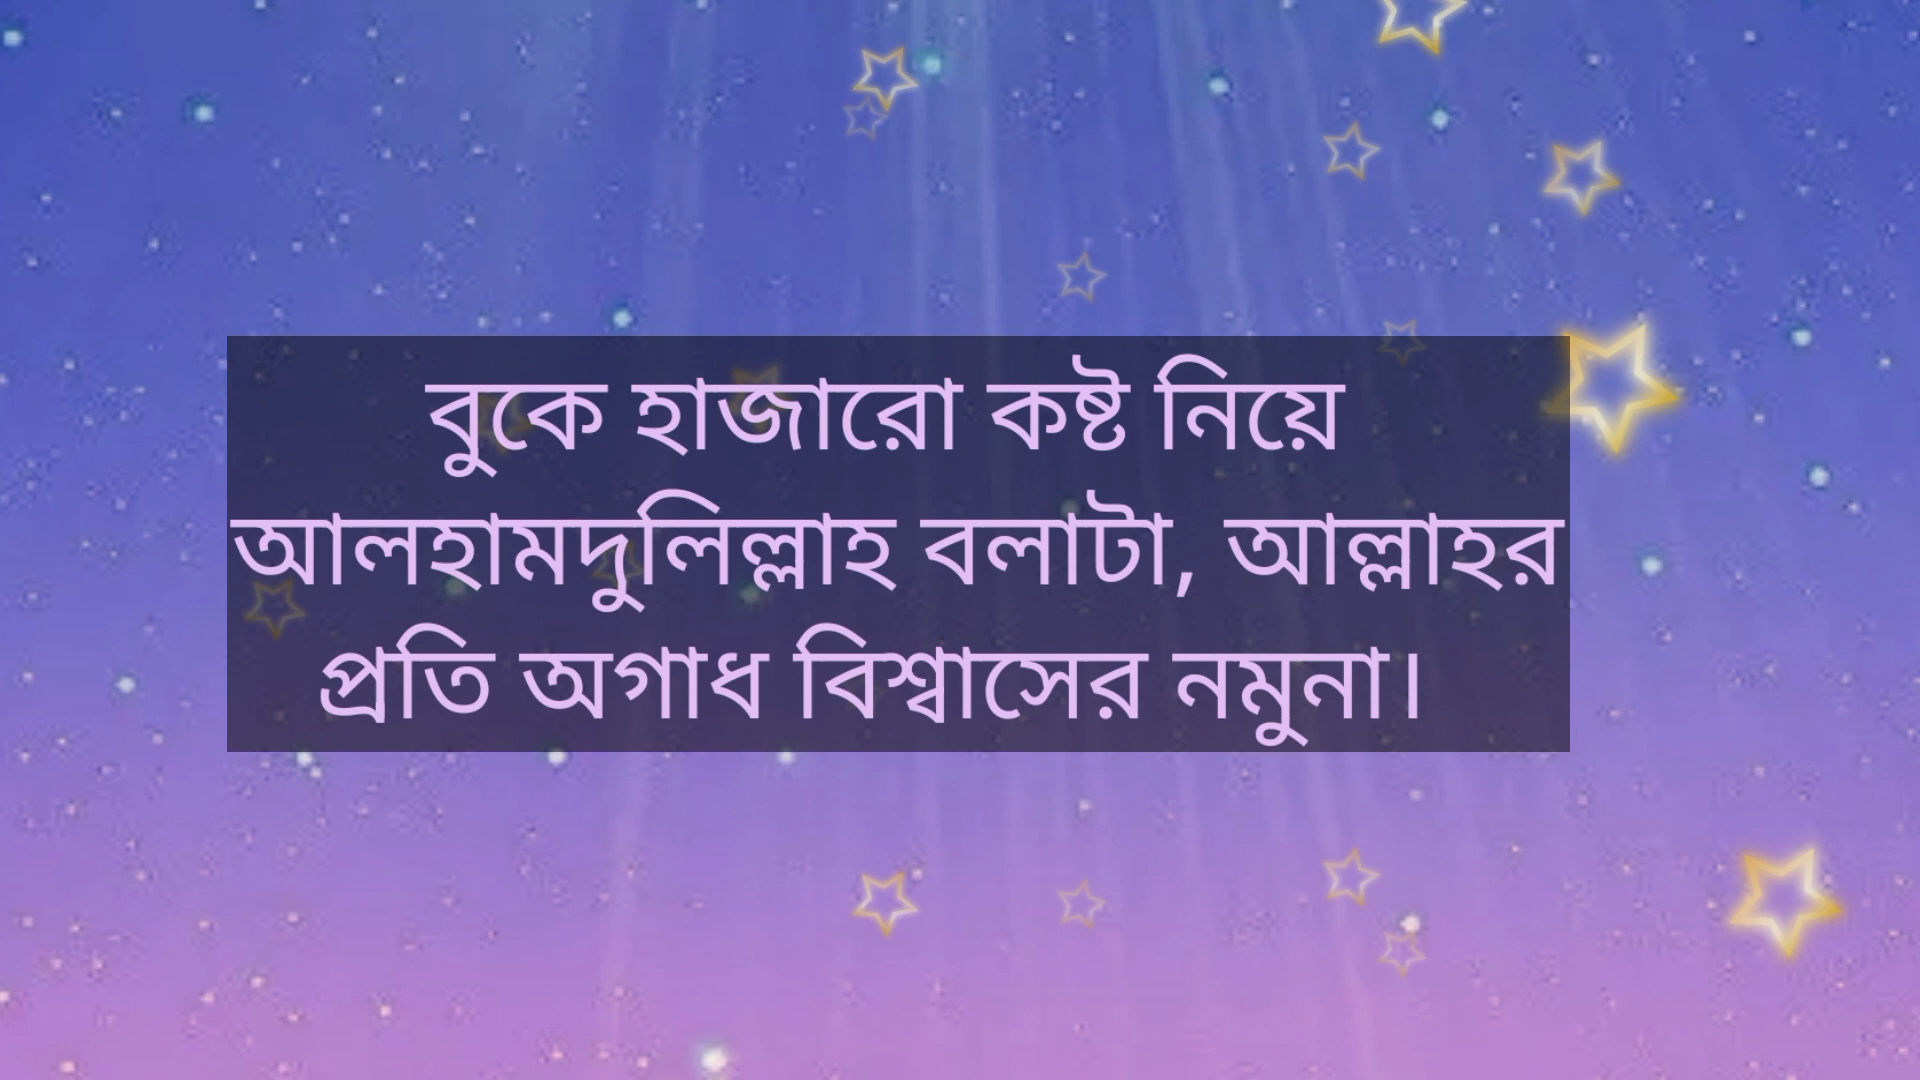 বুকে হাজারো কষ্ট নিয়ে
আলহামদুলিল্লাহ বলাটা, আল্লাহর
প্রতি অগাধ বিশ্বাসের নমুনা।